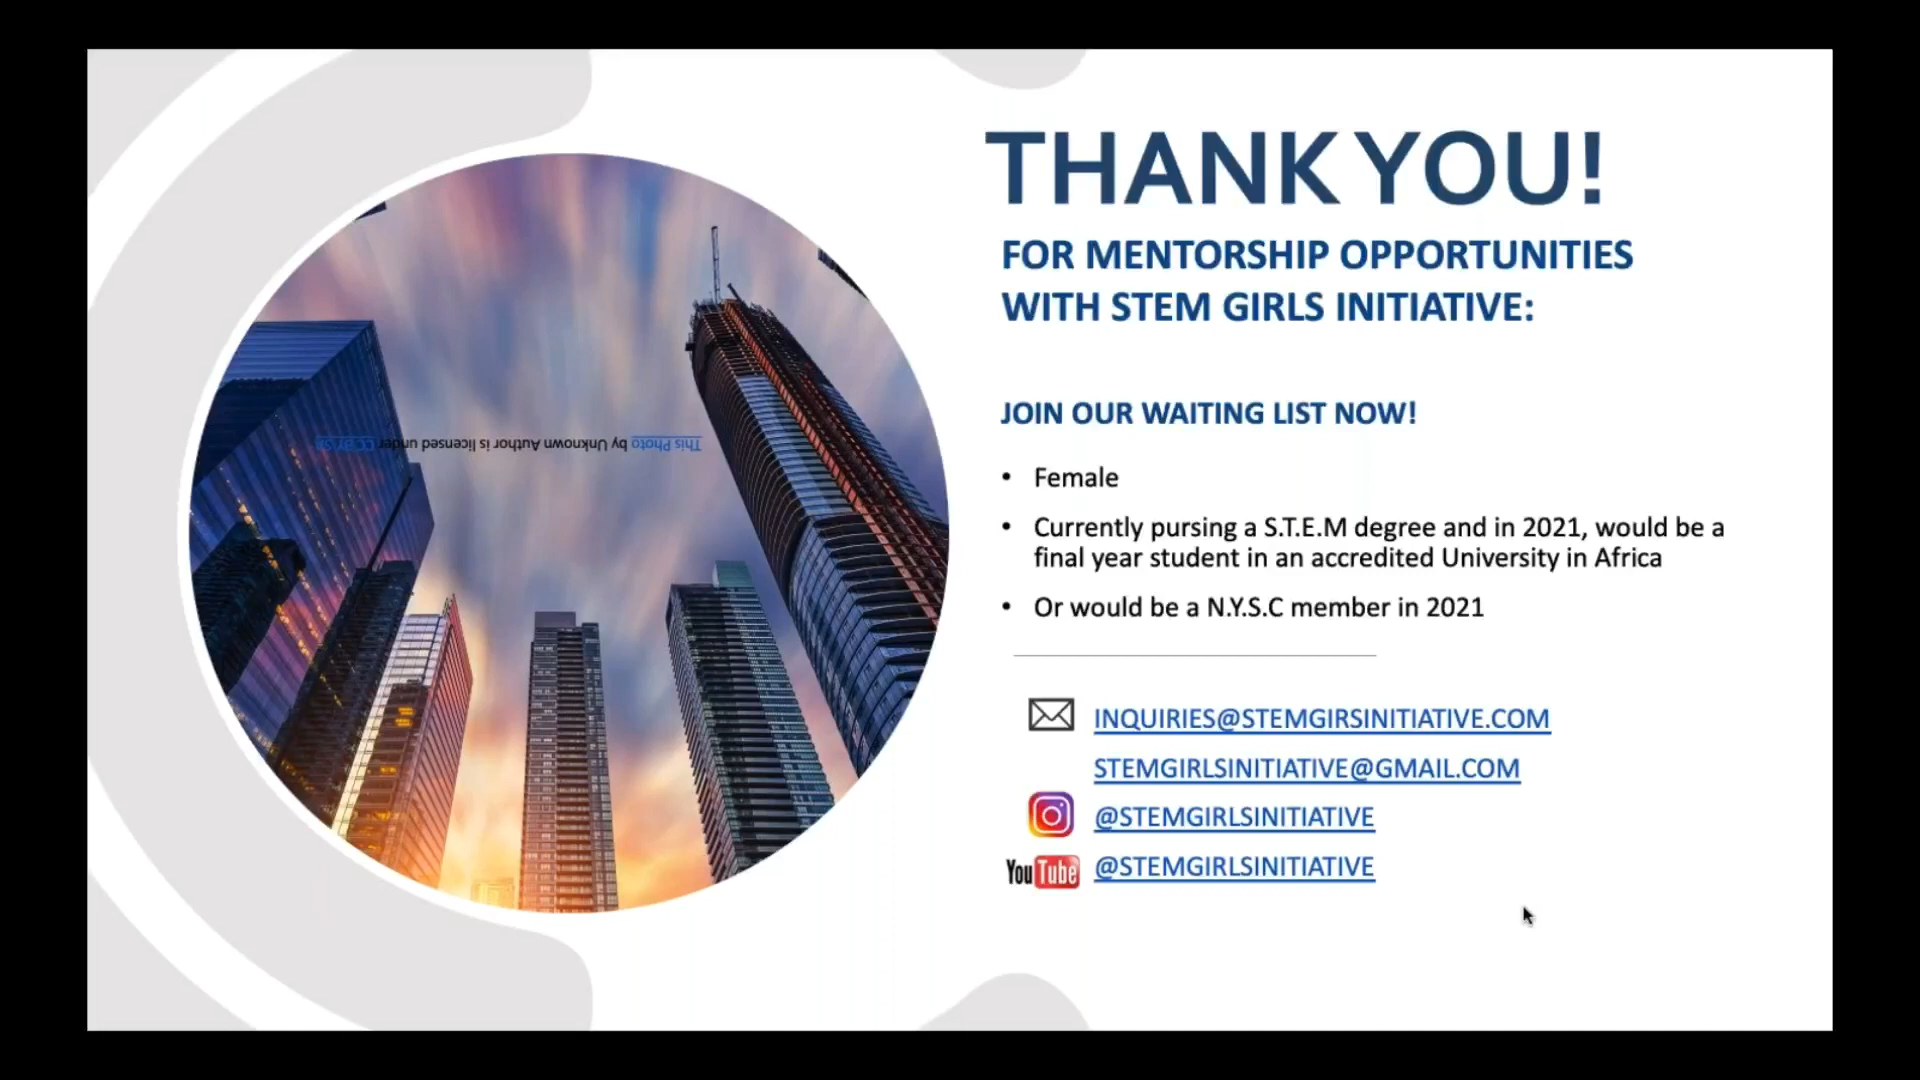 THANK YOU!
FOR MENTORSHIP OPPORTUNITIES
WITH STEM GIRLS INITIATIVE:
JOIN OUR WAITING LIST NOW!
• Female
• Currently pursing a S.T.E.M degree and in 2021, would be a
final year student in an accredited University in Africa
• Or would be a N.Y.S.C member in 2021
INQUIRIES@STEMGIRSINITIATIVE.COM
STEMGIRLSINITIATIVE@GMAIL.COM
@STEMGIRLSINITIATIVE
YouTube @STEMGIRLSINITIATIVE
This Photo by Unknown Author is licensed under